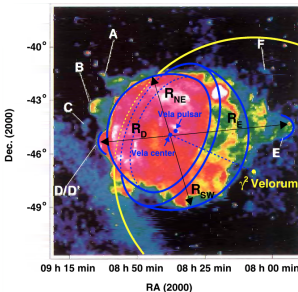 A
F
-40°
B
R_NE
-43°
C
Vela pulsar
R_D
R_E
Dec. (2000)
-46°
E
Vela center
D/D'
γ² Velorum
R_SW
-49°
09 h 15 min 08 h 50 min 08 h 25 min 08 h 00 min
RA (2000)